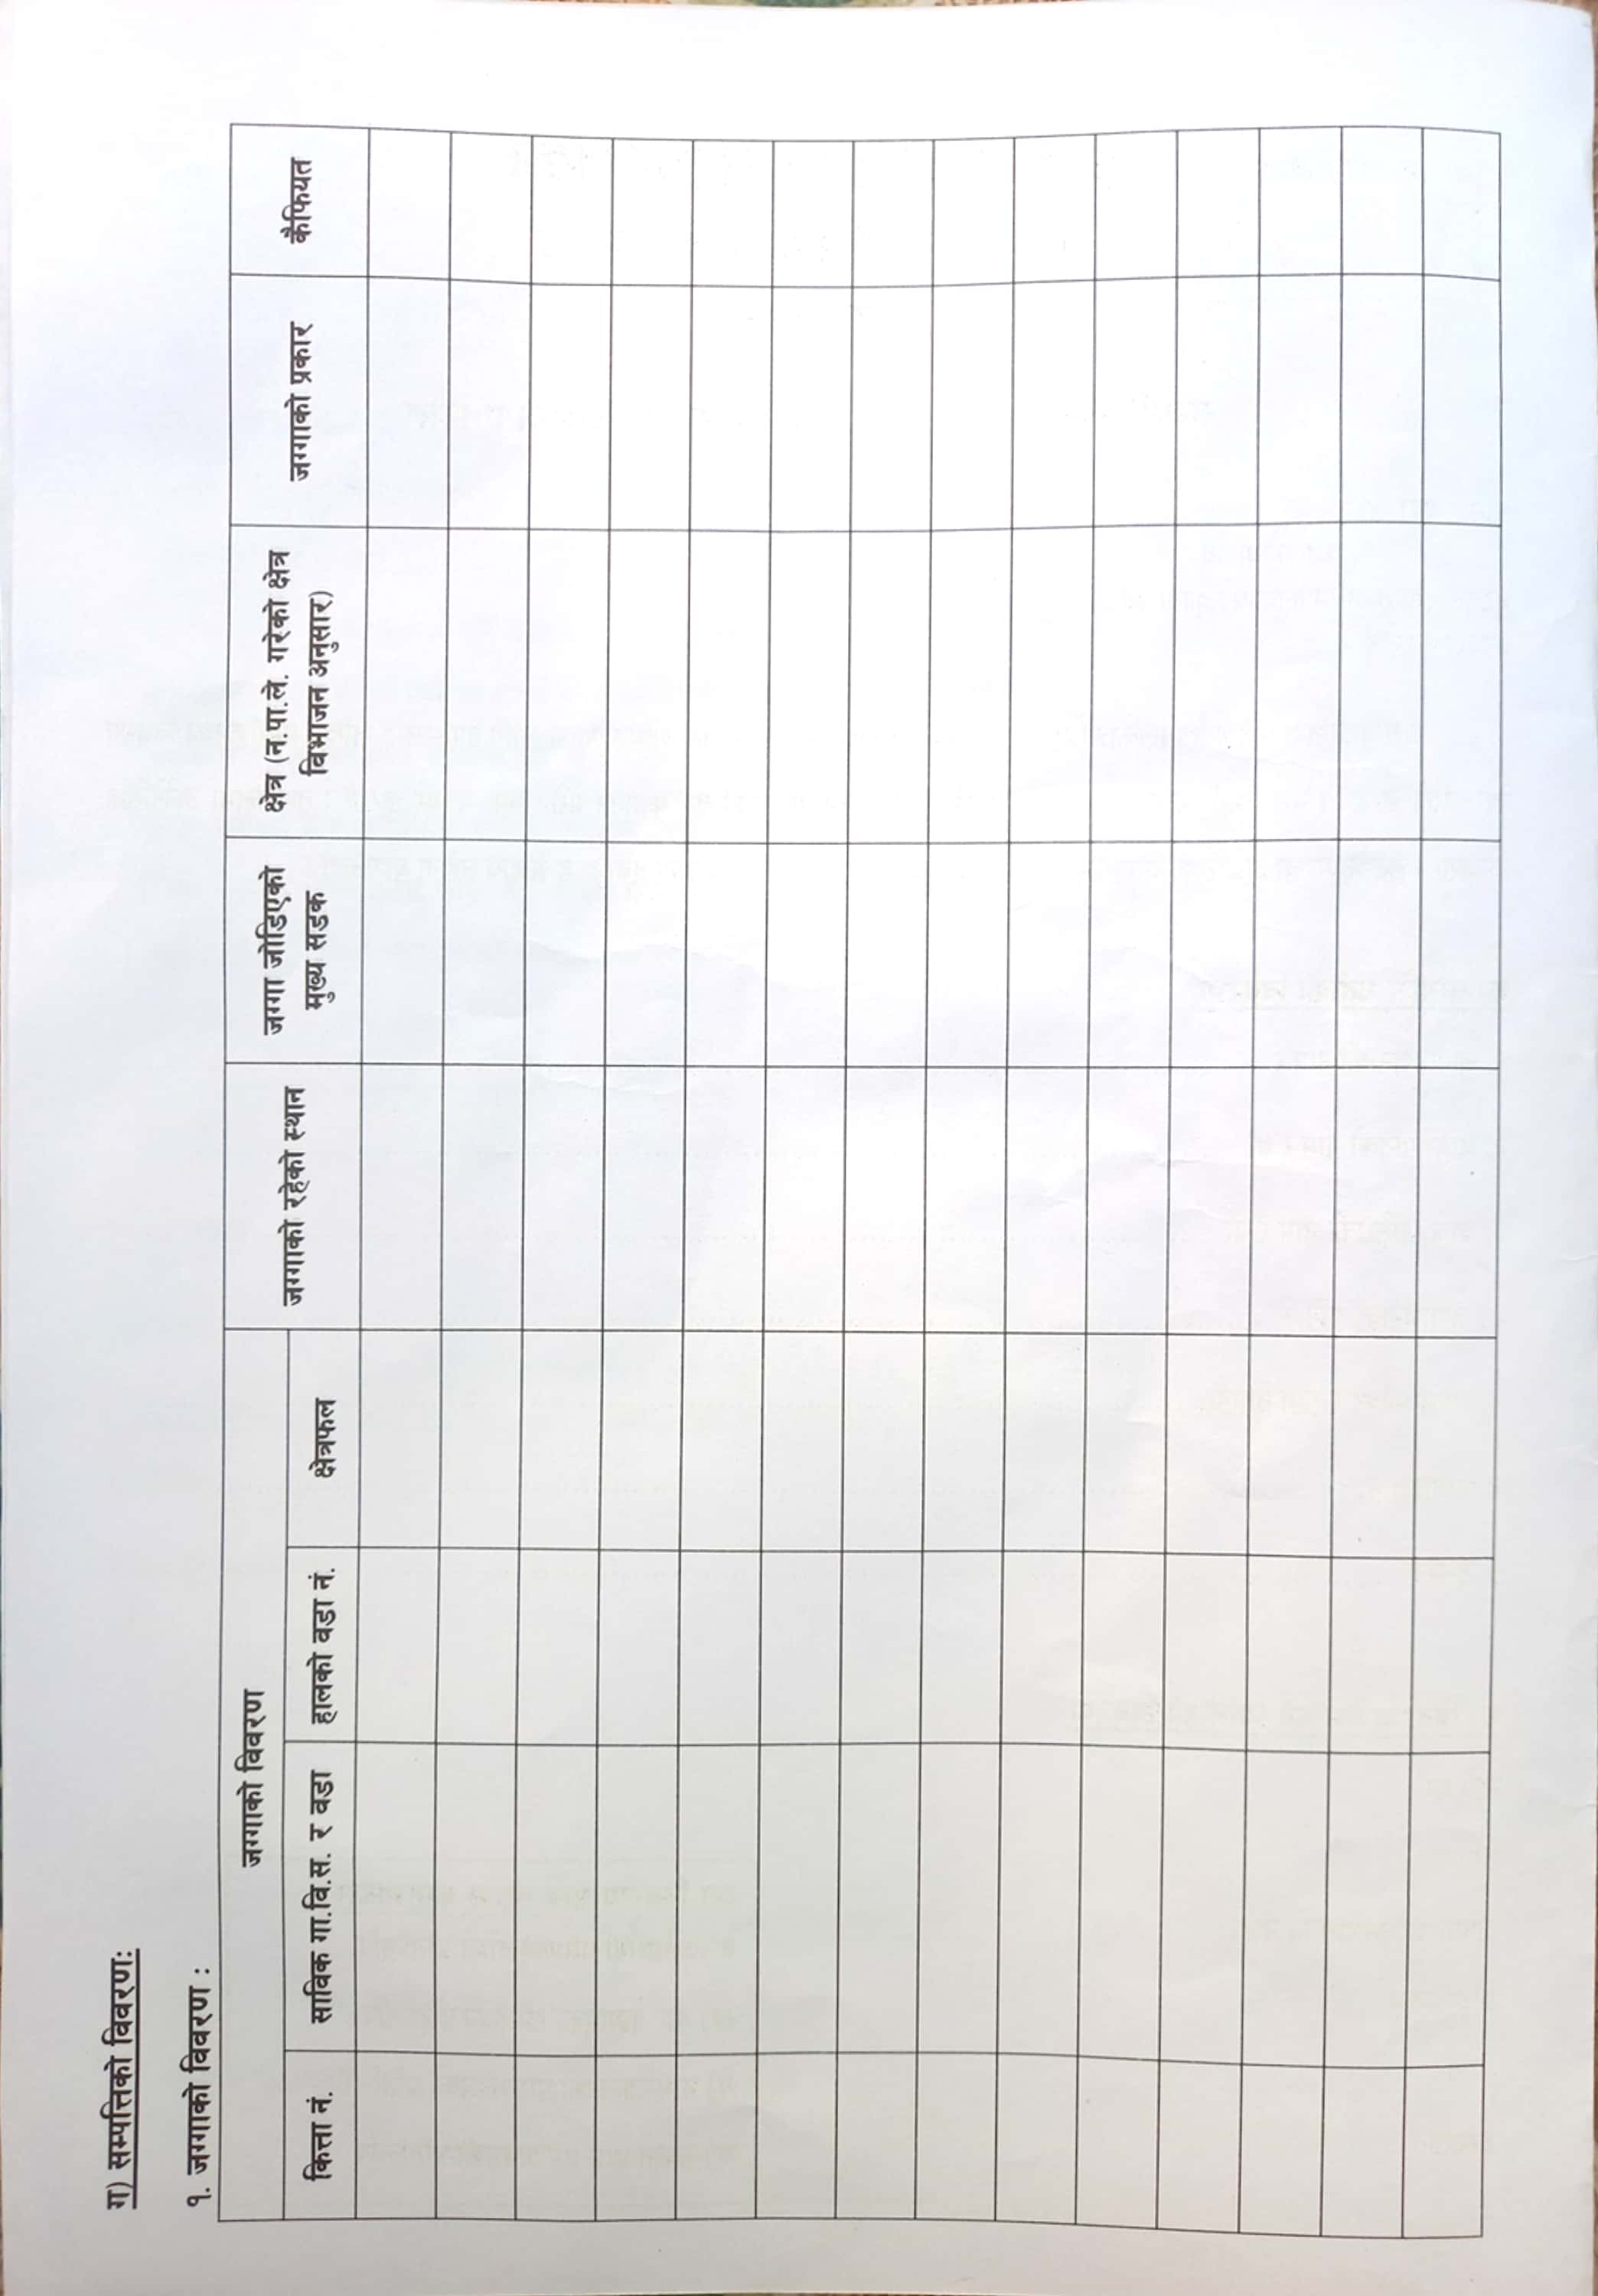 ग) सम्पत्तिको विवरण:
१. जग्गाको विवरण :
जग्गाको विवरण
कित्ता नं.
साविक गा.वि.स. र वडा
हालको वडा नं.
क्षेत्रफल
जग्गाको रहेको स्थान
जग्गा जोडिएको
मुख्य सडक
क्षेत्र (न.पा.ले. गरेको क्षेत्र
विभाजन अनुसार)
जग्गाको प्रकार
कैफियत